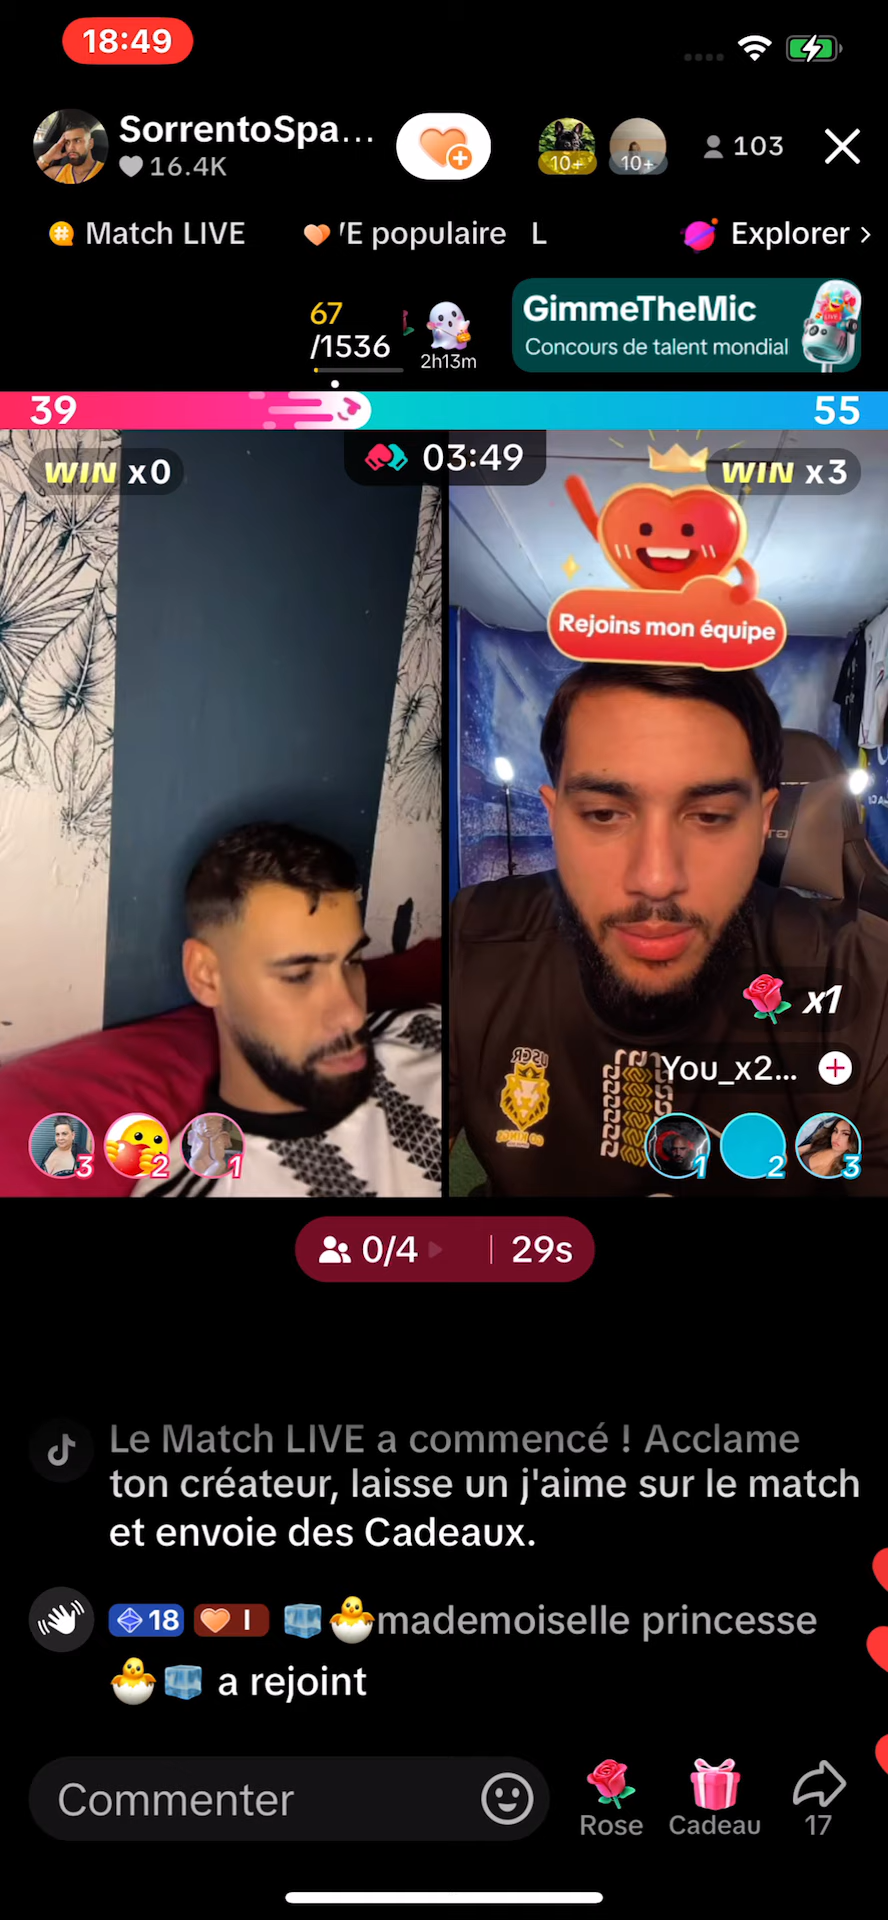 18:49
SorrentoSpa...
16.4K
10+
10+
103
Match LIVE
'E populaire L
Explorer >
67
/1536
2h13m
GimmeTheMic
Concours de talent mondial
39
55
WIN x0
03:49
WIN x3
Rejoins mon équipe
x1
You_x2...
USCR
3
2
1
1
2
3
0/4
29s
Le Match LIVE a commencé ! Acclame
ton créateur, laisse un j'aime sur le match
et envoie des Cadeaux.
18 I 🧊🐣mademoiselle princesse
🐣🧊 a rejoint
Commenter
Rose
Cadeau
17